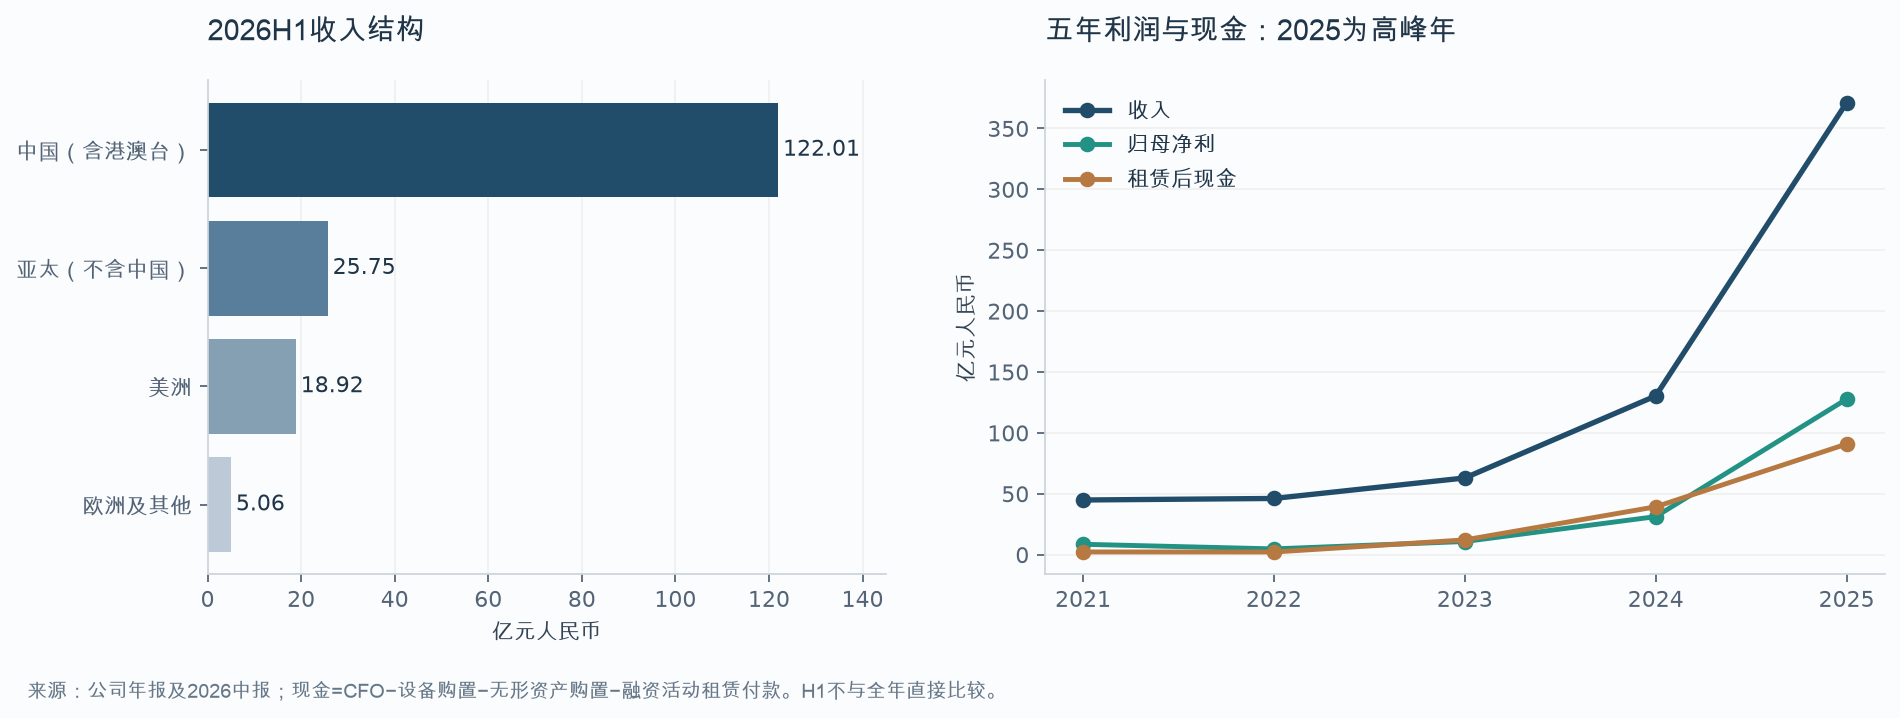 2026H1收入结构
中国（含港澳台）
亚太（不含中国）
美洲
欧洲及其他
122.01
25.75
18.92
5.06
0 20 40 60 80 100 120 140
亿元人民币
五年利润与现金：2025为高峰年
收入
归母净利
租赁后现金
亿元人民币
350
300
250
200
150
100
50
0
2021 2022 2023 2024 2025
来源：公司年报及2026中报；现金=CFO−设备购置−无形资产购置−融资活动租赁付款。H1不与全年直接比较。